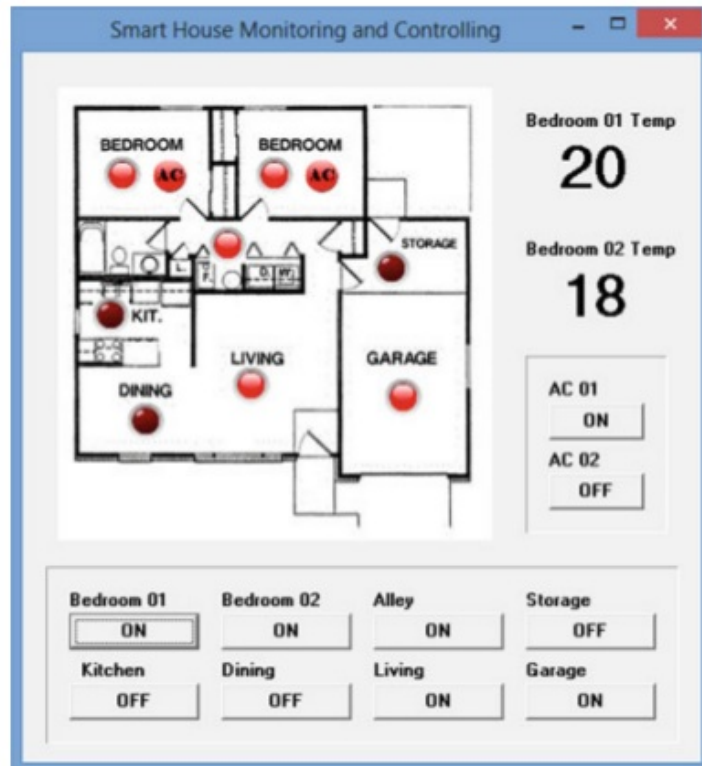 Smart House Monitoring and Controlling
BEDROOM BEDROOM
AC AC
STORAGE
L. D. W.
KIT.
LIVING
GARAGE
DINING
Bedroom 01 Temp
20
Bedroom 02 Temp
18
AC 01
ON
AC 02
OFF
Bedroom 01 Bedroom 02 Alley Storage
ON ON ON OFF
Kitchen Dining Living Garage
OFF OFF ON ON